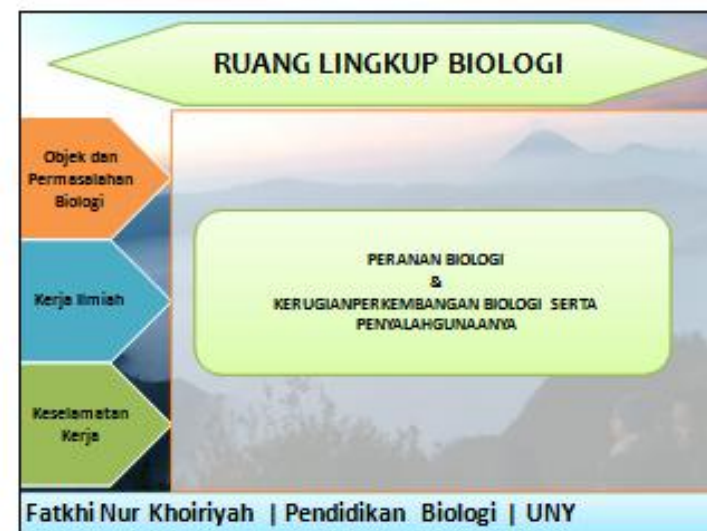 RUANG LINGKUP BIOLOGI
Objek dan
Permasalahan
Biologi
Kerja Ilmiah
Keselamatan
Kerja
PERANAN BIOLOGI
&
KERUGIANPERKEMBANGAN BIOLOGI SERTA
PENYALAHGUNAANYA
Fatkhi Nur Khoiriyah | Pendidikan Biologi | UNY